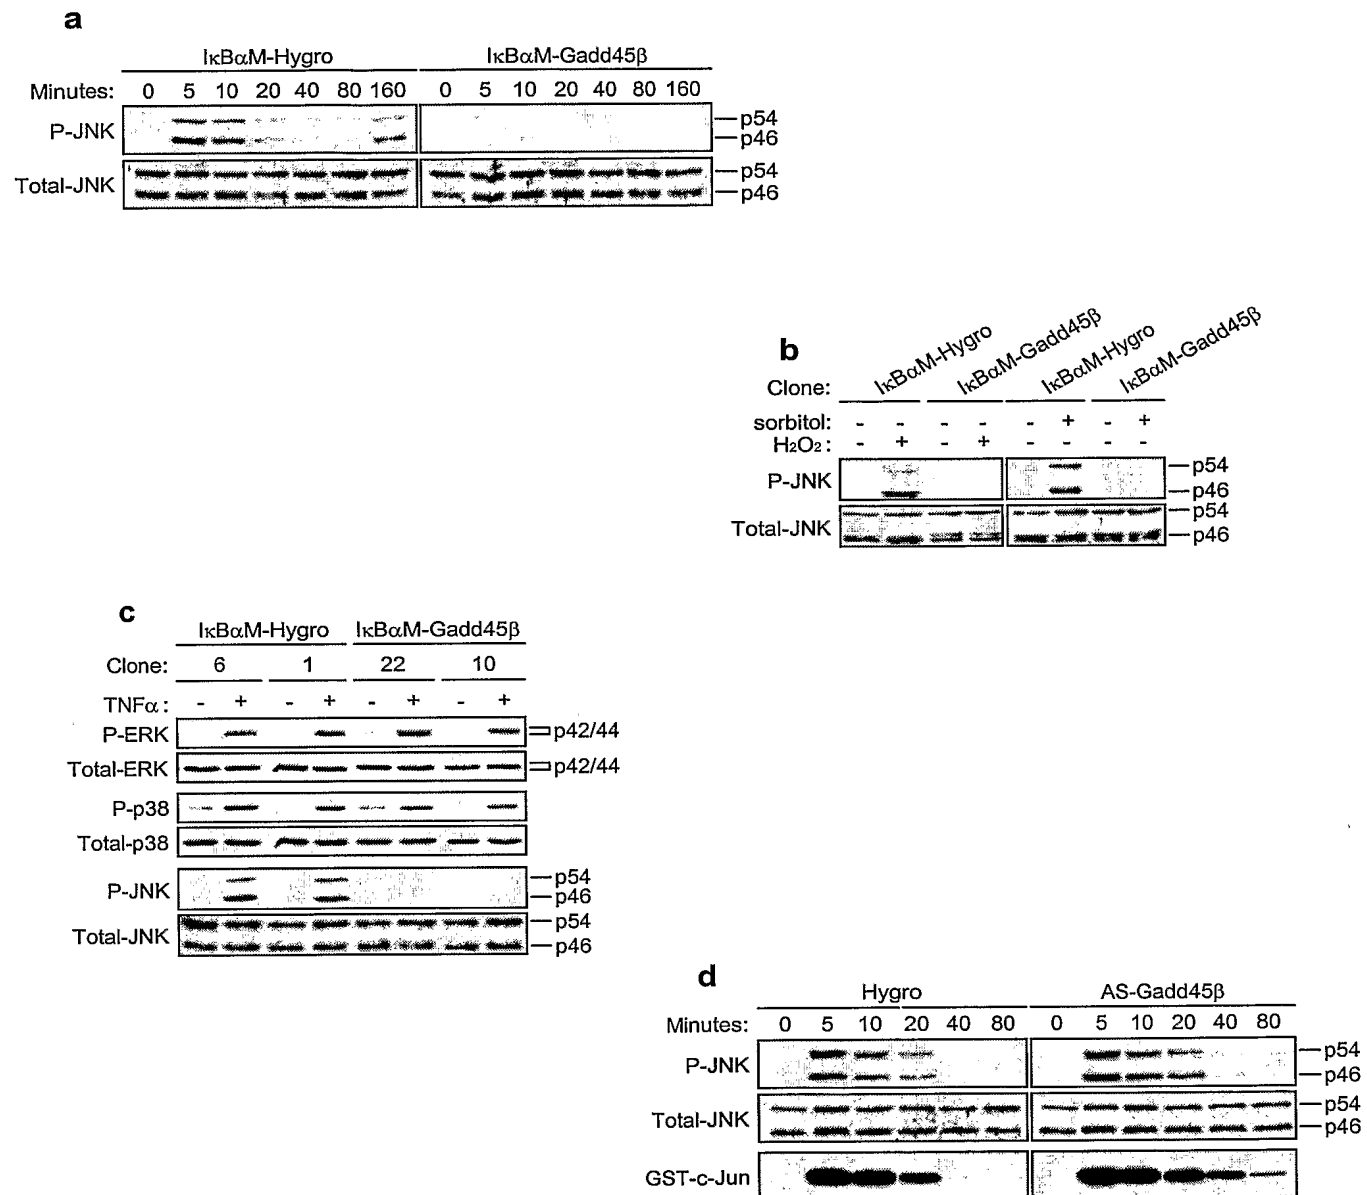 a
IκBαM-Hygro IκBαM-Gadd45β
Minutes: 0 5 10 20 40 80 160 0 5 10 20 40 80 160
P-JNK p54
p46
Total-JNK p54
p46
b
Clone: IκBαM-Hygro IκBαM-Gadd45β IκBαM-Hygro IκBαM-Gadd45β
sorbitol: - - - - - + - +
H₂O₂: - + - + - - - -
P-JNK p54
p46
Total-JNK p54
p46
c
IκBαM-Hygro IκBαM-Gadd45β
Clone: 6 1 22 10
TNFα: - + - + - + - +
P-ERK p42/44
Total-ERK p42/44
P-p38
Total-p38
P-JNK p54
p46
Total-JNK p54
p46
d
Hygro AS-Gadd45β
Minutes: 0 5 10 20 40 80 0 5 10 20 40 80
P-JNK p54
p46
Total-JNK p54
p46
GST-c-Jun